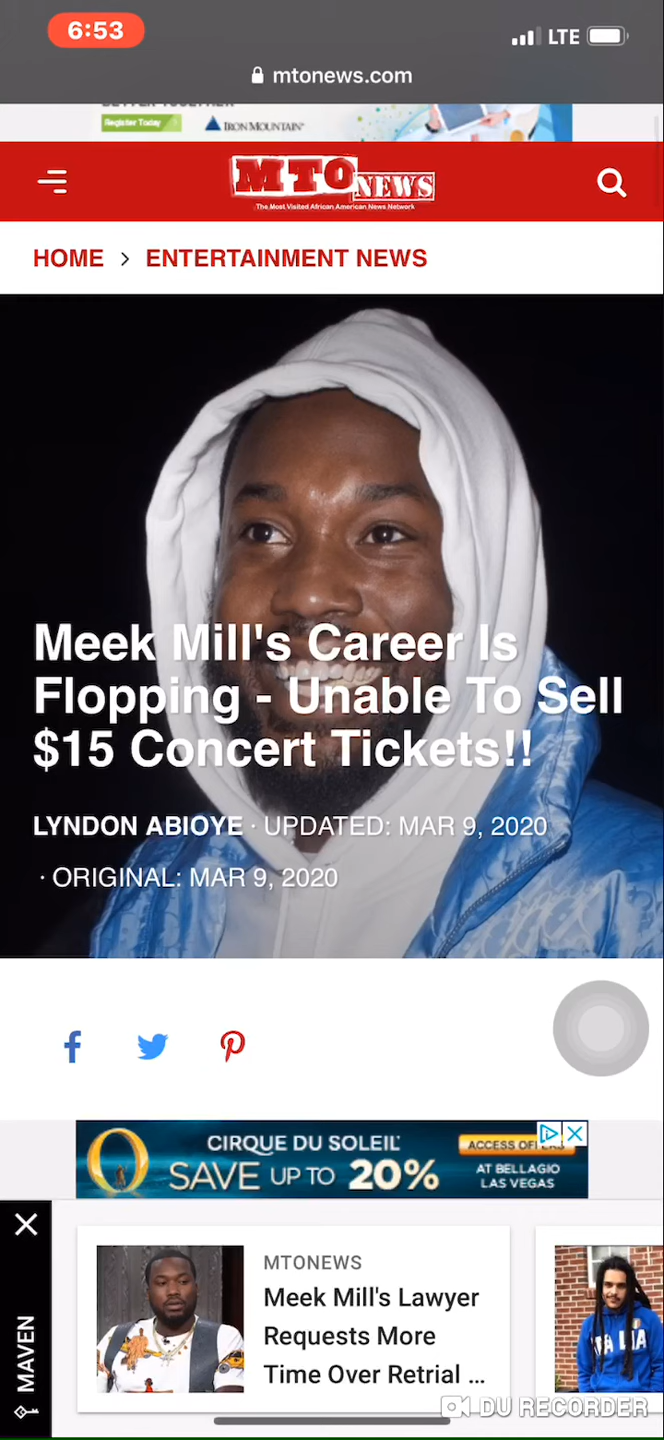 6:53
LTE
mtonews.com
Register Today
IRON MOUNTAIN
MTO NEWS
The Most Visited African American News Network
HOME > ENTERTAINMENT NEWS
Meek Mill's Career Is
Flopping - Unable To Sell
$15 Concert Tickets!!
LYNDON ABIOYE · UPDATED: MAR 9, 2020
· ORIGINAL: MAR 9, 2020
CIRQUE DU SOLEIL
SAVE UP TO 20%
ACCESS
AT BELLAGIO
LAS VEGAS
MAVEN
MTONEWS
Meek Mill's Lawyer
Requests More
Time Over Retrial ...
DU RECORDER